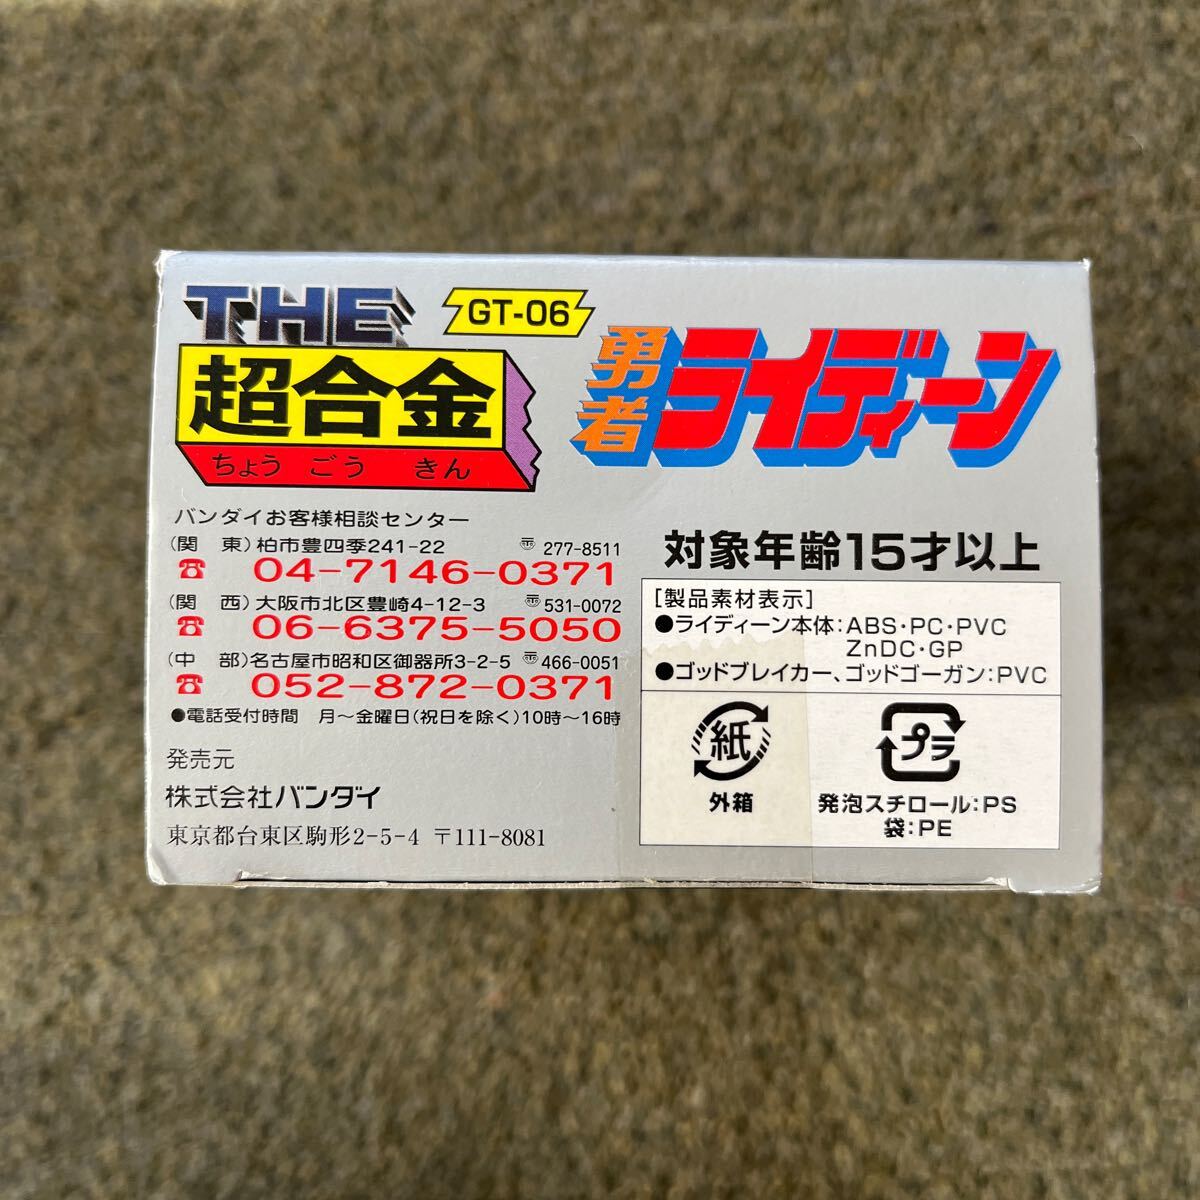 THE
超合金
ちょう ごう きん
GT-06
勇者
ライディーン
バンダイお客様相談センター
(関 東)柏市豊四季241-22 〠277-8511
☎ 04-7146-0371
(関 西)大阪市北区豊崎4-12-3 〠531-0072
☎ 06-6375-5050
(中 部)名古屋市昭和区御器所3-2-5 〠466-0051
☎ 052-872-0371
●電話受付時間 月〜金曜日(祝日を除く)10時〜16時
発売元
株式会社バンダイ
東京都台東区駒形2-5-4 〒111-8081
対象年齢15才以上
[製品素材表示]
●ライディーン本体:ABS・PC・PVC
ZnDC・GP
●ゴッドブレイカー、ゴッドゴーガン:PVC
紙
外箱
プラ
発泡スチロール:PS
袋:PE